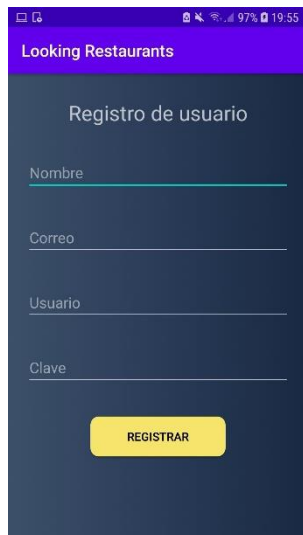 97% 19:55
Looking Restaurants
Registro de usuario
Nombre
Correo
Usuario
Clave
REGISTRAR